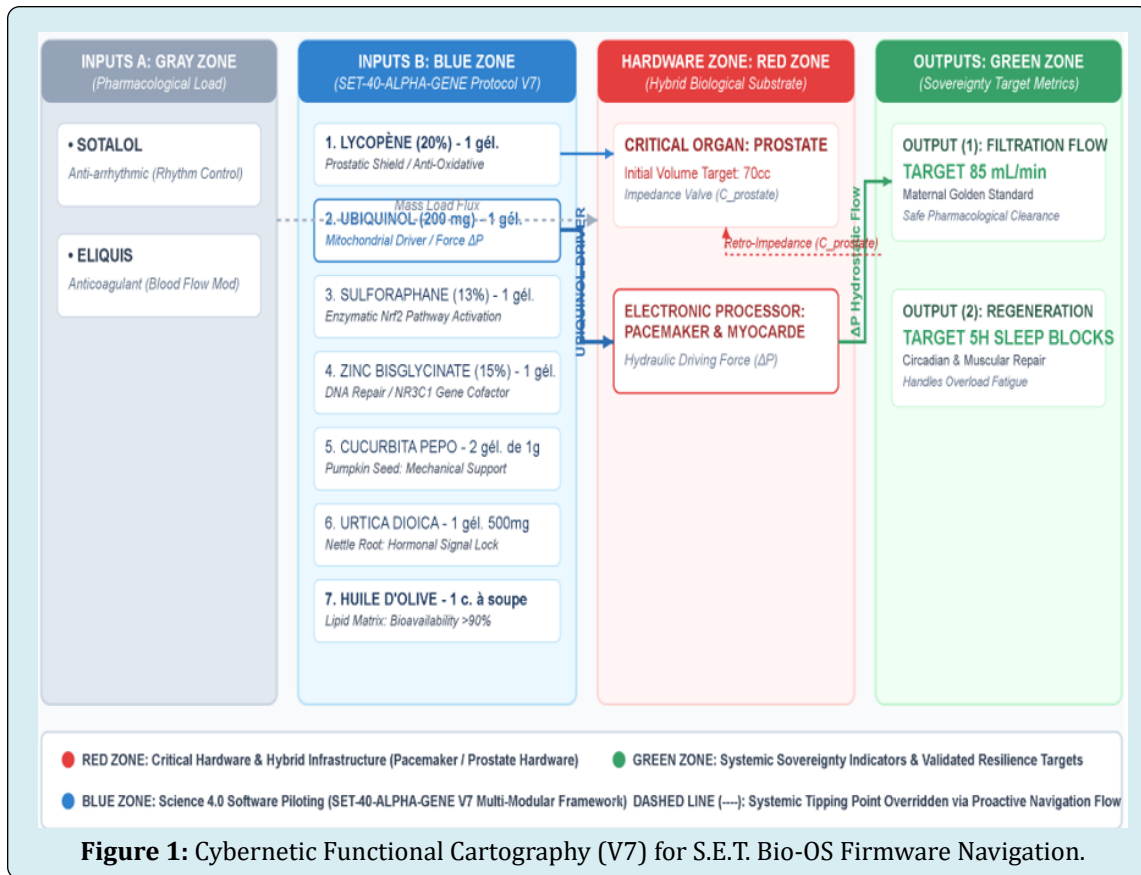 INPUTS A: GRAY ZONE
(Pharmacological Load)
• SOTALOL
Anti-arrhythmic (Rhythm Control)
• ELIQUIS
Anticoagulant (Blood Flow Mod)
INPUTS B: BLUE ZONE
(SET-40-ALPHA-GENE Protocol V7)
1. LYCOPÈNE (20%) - 1 gél.
Prostatic Shield / Anti-Oxidative
Mass Load Flux
2. UBIQUINOL (200 mg) - 1 gél.
Mitochondrial Driver / Force ΔP
3. SULFORAPHANE (13%) - 1 gél.
Enzymatic Nrf2 Pathway Activation
4. ZINC BISGLYCINATE (15%) - 1 gél.
DNA Repair / NR3C1 Gene Cofactor
5. CUCURBITA PEPO - 2 gél. de 1g
Pumpkin Seed: Mechanical Support
6. URTICA DIOICA - 1 gél. 500mg
Nettle Root: Hormonal Signal Lock
7. HUILE D'OLIVE - 1 c. à soupe
Lipid Matrix: Bioavailability >90%
UBIQUINOL DRIVER
HARDWARE ZONE: RED ZONE
(Hybrid Biological Substrate)
CRITICAL ORGAN: PROSTATE
Initial Volume Target: 70cc
Impedance Valve (C_prostate)
Retro-Impedance (C_prostate)
ELECTRONIC PROCESSOR:
PACEMAKER & MYOCARDE
Hydraulic Driving Force (ΔP)
ΔP Hydrostatic Flow
OUTPUTS: GREEN ZONE
(Sovereignty Target Metrics)
OUTPUT (1): FILTRATION FLOW
TARGET 85 mL/min
Maternal Golden Standard
Safe Pharmacological Clearance
OUTPUT (2): REGENERATION
TARGET 5H SLEEP BLOCKS
Circadian & Muscular Repair
Handles Overload Fatigue
RED ZONE: Critical Hardware & Hybrid Infrastructure (Pacemaker / Prostate Hardware)
GREEN ZONE: Systemic Sovereignty Indicators & Validated Resilience Targets
BLUE ZONE: Science 4.0 Software Piloting (SET-40-ALPHA-GENE V7 Multi-Modular Framework)
DASHED LINE (----): Systemic Tipping Point Overridden via Proactive Navigation Flow
Figure 1: Cybernetic Functional Cartography (V7) for S.E.T. Bio-OS Firmware Navigation.